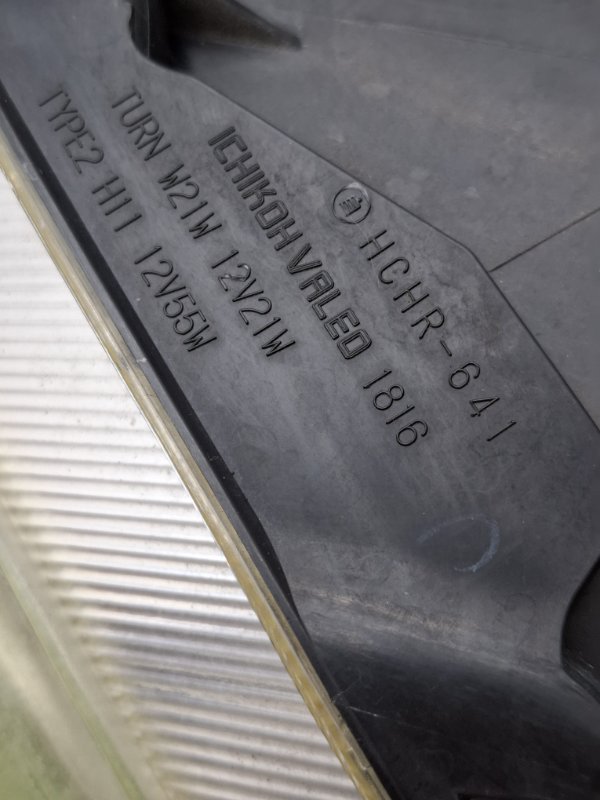 HCHR-641
ICHIKOH VALEO 1816
TURN W21W 12V21W
TYPE2 H11 12V55W